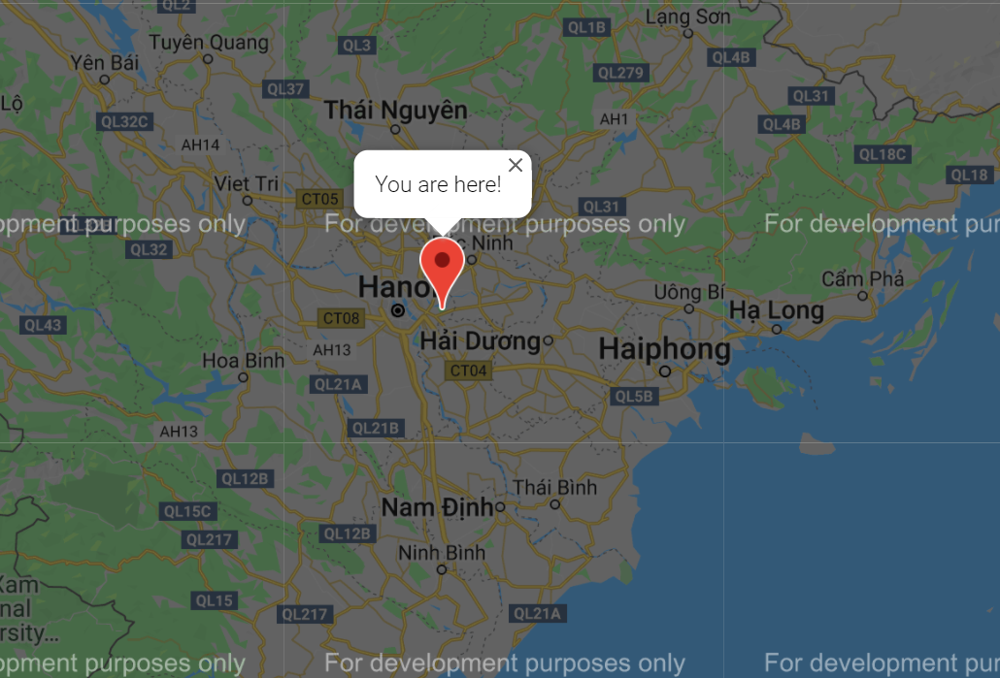 QL2
Lạng Sơn
QL1B
Tuyên Quang
QL3
QL4B
Yên Bái
QL279
QL37
QL31
Lộ
Thái Nguyên
QL32C
AH1
QL4B
AH14
QL18C
You are here!
QL18
Viet Tri
CT05
QL31
opment purposes only
For development purposes only
For development pur
QL32
Ninh
Cẩm Phả
Hanoi
Uông Bí
Hạ Long
CT08
QL43
AH13
Hải Dương
Haiphong
Hoa Binh
CT04
QL21A
QL5B
QL21B
AH13
QL12B
Thái Bình
QL15C
Nam Định
QL217
QL12B
Ninh Bình
Xam
nal
rsity...
QL15
QL217
QL21A
opment purposes only
For development purposes only
For development pur